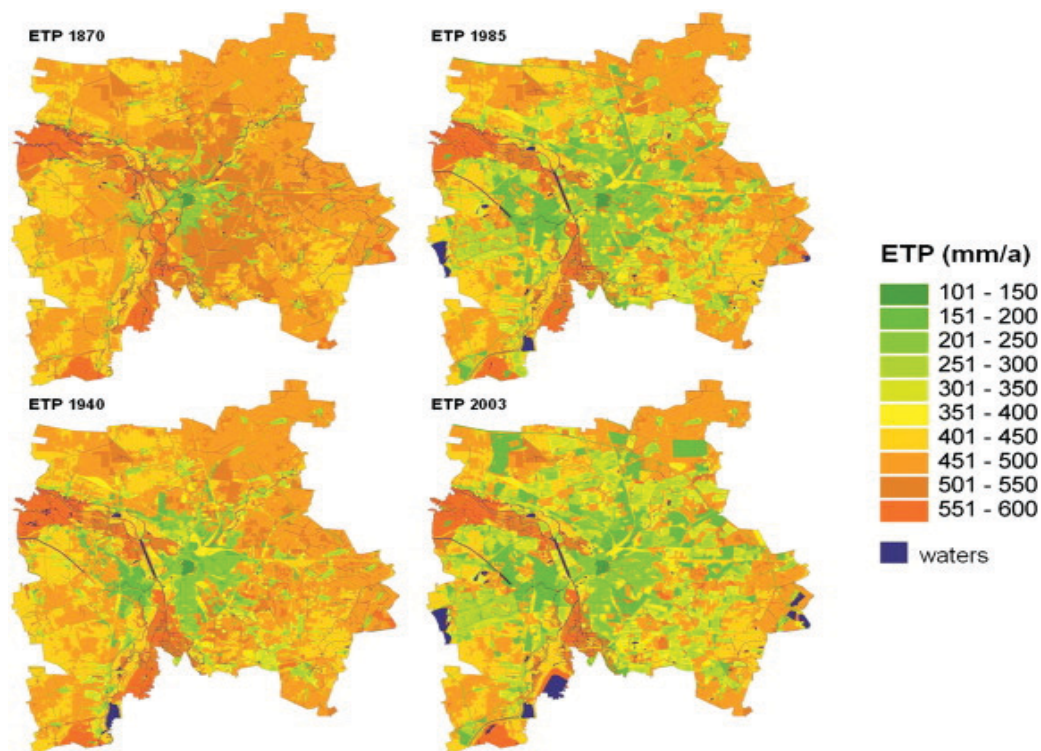 ETP 1870
ETP 1985
ETP 1940
ETP 2003
ETP (mm/a)
101 - 150
151 - 200
201 - 250
251 - 300
301 - 350
351 - 400
401 - 450
451 - 500
501 - 550
551 - 600
waters